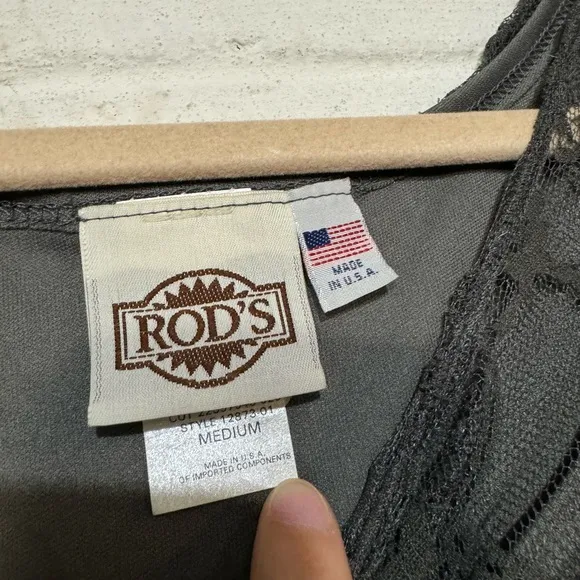 ROD'S
MADE
IN U.S.A.
STYLE 12873-01
MEDIUM
MADE IN U.S.A.
OF IMPORTED COMPONENTS